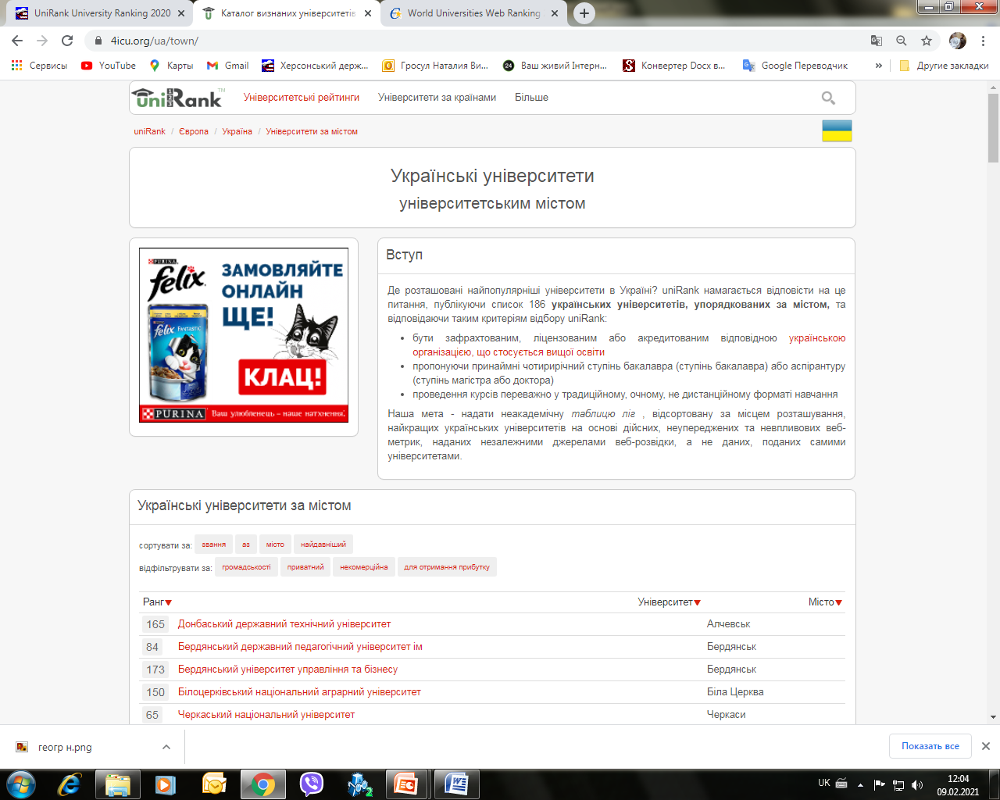 UniRank University Ranking 2020
Каталог визнаних університетів
World Universities Web Ranking
4icu.org/ua/town/
Сервисы
YouTube
Карты
Gmail
Херсонський держ...
Гросул Наталия Ви...
24
Ваш живий Інтерн...
Конвертер Docx в...
Google Переводчик
»
Другие закладки
uniRank™
Університетські рейтинги
Університети за країнами
Більше
uniRank / Європа / Україна / Університети за містом
Українські університети
університетським містом
PURINA
felix
ЗАМОВЛЯЙТЕ
ОНЛАЙН
ЩЕ!
felix FANTASTIC
КЛАЦ!
PURINA Ваш улюбленець – наше натхнення.
Вступ
Де розташовані найпопулярніші університети в Україні? uniRank намагається відповісти на це
питання, публікуючи список 186 українських університетів, упорядкованих за містом, та
відповідаючи таким критеріям відбору uniRank:
• бути зафрахтованим, ліцензованим або акредитованим відповідною українською
організацією, що стосується вищої освіти
• пропонуючи принаймні чотирирічний ступінь бакалавра (ступінь бакалавра) або аспірантуру
(ступінь магістра або доктора)
• проведення курсів переважно у традиційному, очному, не дистанційному форматі навчання
Наша мета - надати неакадемічну таблицю ліг , відсортовану за місцем розташування,
найкращих українських університетів на основі дійсних, неупереджених та невпливових веб-
метрик, наданих незалежними джерелами веб-розвідки, а не даних, поданих самими
університетами.
Українські університети за містом
сортувати за: звання аз місто найдавніший
відфільтрувати за: громадськості приватний некомерційна для отримання прибутку
Ранг Університет Місто
165 Донбаський державний технічний університет Алчевськ
84 Бердянський державний педагогічний університет ім Бердянськ
173 Бердянський університет управління та бізнесу Бердянськ
150 Білоцерківський національний аграрний університет Біла Церква
65 Черкаський національний університет Черкаси
геогр н.png
Показать все
UK
12:04
09.02.2021